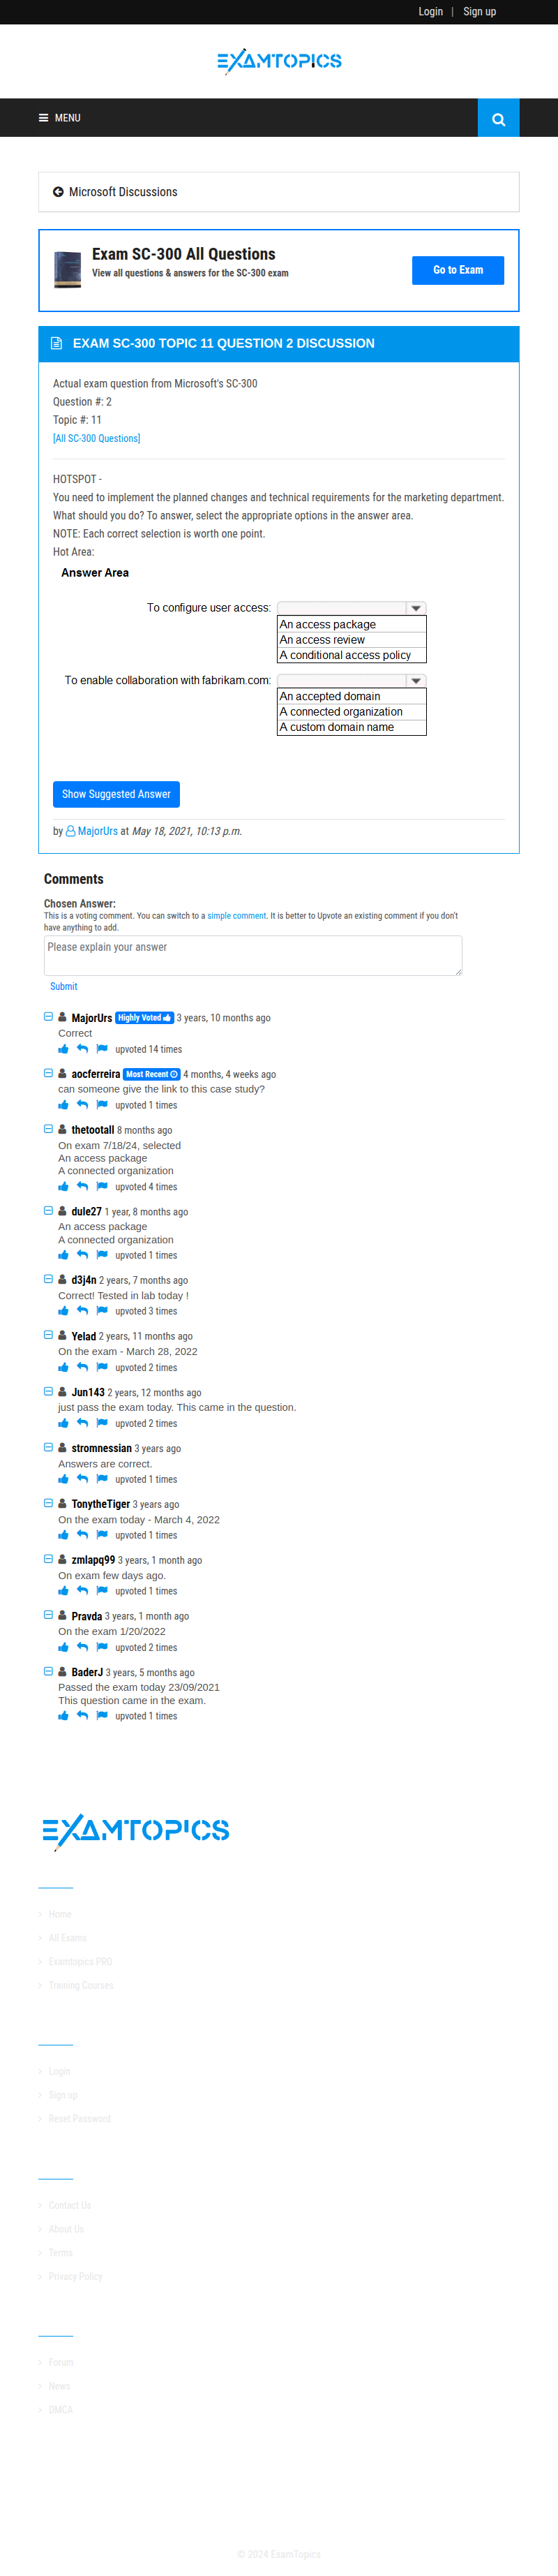 Login | Sign up
EXAMTOPICS
MENU
Microsoft Discussions
Exam SC-300 All Questions
View all questions & answers for the SC-300 exam
Go to Exam
EXAM SC-300 TOPIC 11 QUESTION 2 DISCUSSION
Actual exam question from Microsoft's SC-300
Question #: 2
Topic #: 11
[All SC-300 Questions]
HOTSPOT -
You need to implement the planned changes and technical requirements for the marketing department.
What should you do? To answer, select the appropriate options in the answer area.
NOTE: Each correct selection is worth one point.
Hot Area:
Answer Area
To configure user access:
An access package
An access review
A conditional access policy
To enable collaboration with fabrikam.com:
An accepted domain
A connected organization
A custom domain name
Show Suggested Answer
by MajorUrs at May 18, 2021, 10:13 p.m.
Comments
Chosen Answer:
This is a voting comment. You can switch to a simple comment. It is better to Upvote an existing comment if you don't
have anything to add.
Please explain your answer
Submit
MajorUrs Highly Voted 3 years, 10 months ago
Correct
upvoted 14 times
aocferreira Most Recent 4 months, 4 weeks ago
can someone give the link to this case study?
upvoted 1 times
thetootall 8 months ago
On exam 7/18/24, selected
An access package
A connected organization
upvoted 4 times
dule27 1 year, 8 months ago
An access package
A connected organization
upvoted 1 times
d3j4n 2 years, 7 months ago
Correct! Tested in lab today !
upvoted 3 times
Yelad 2 years, 11 months ago
On the exam - March 28, 2022
upvoted 2 times
Jun143 2 years, 12 months ago
just pass the exam today. This came in the question.
upvoted 2 times
stromnessian 3 years ago
Answers are correct.
upvoted 1 times
TonytheTiger 3 years ago
On the exam today - March 4, 2022
upvoted 1 times
zmlapq99 3 years, 1 month ago
On exam few days ago.
upvoted 1 times
Pravda 3 years, 1 month ago
On the exam 1/20/2022
upvoted 2 times
BaderJ 3 years, 5 months ago
Passed the exam today 23/09/2021
This question came in the exam.
upvoted 1 times
EXAMTOPICS
Home
All Exams
Examtopics PRO
Training Courses
Login
Sign up
Reset Password
Contact Us
About Us
Terms
Privacy Policy
Forum
News
DMCA
© 2024 ExamTopics